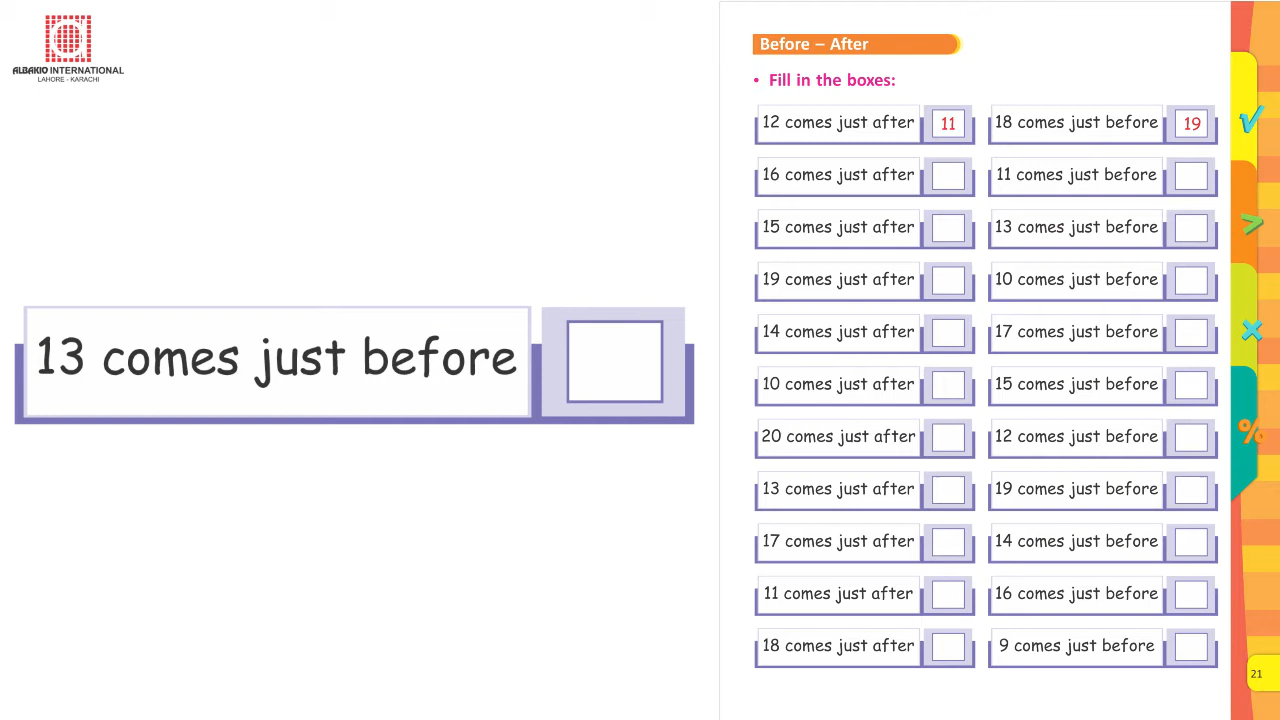 ALBAKIO INTERNATIONAL
LAHORE - KARACHI
13 comes just before
Before – After
• Fill in the boxes:
12 comes just after 11
18 comes just before 19
16 comes just after
11 comes just before
15 comes just after
13 comes just before
19 comes just after
10 comes just before
14 comes just after
17 comes just before
10 comes just after
15 comes just before
20 comes just after
12 comes just before
13 comes just after
19 comes just before
17 comes just after
14 comes just before
11 comes just after
16 comes just before
18 comes just after
9 comes just before
√
>
×
%
21